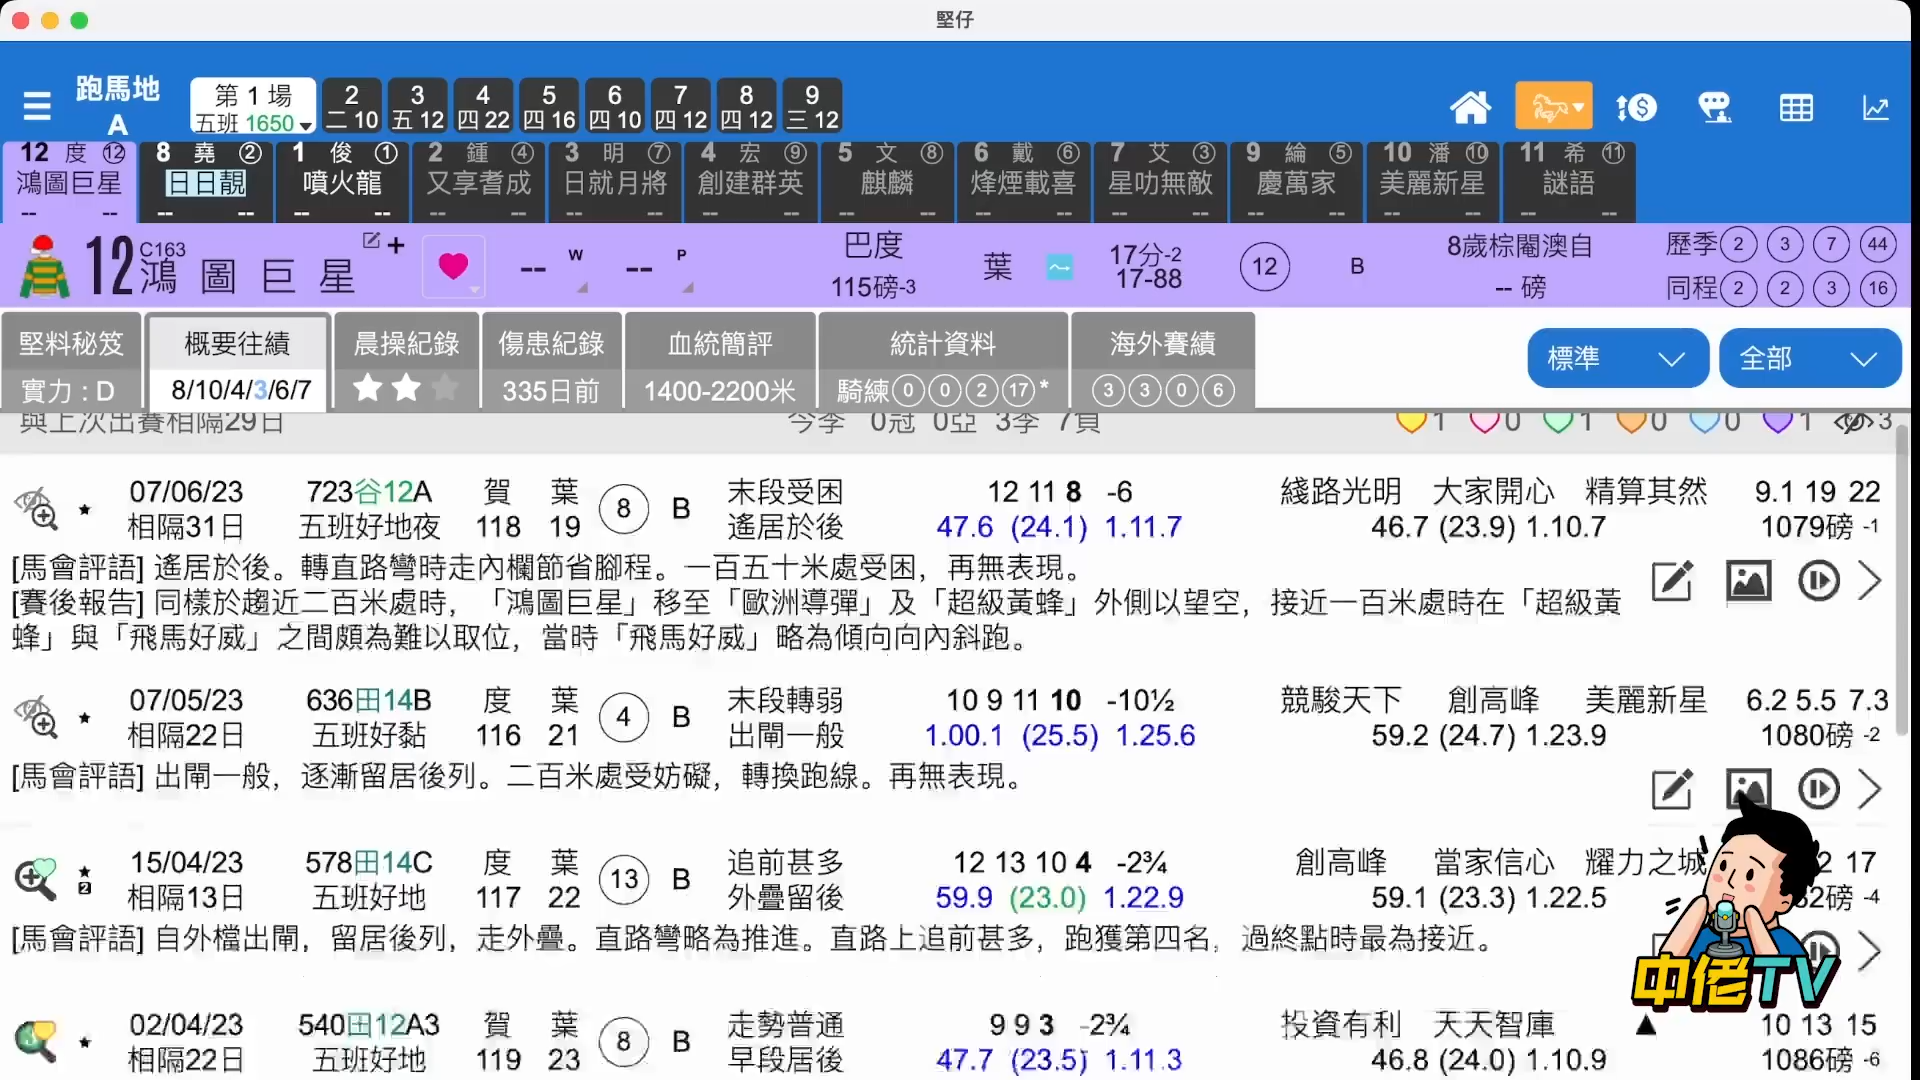 堅仔
跑馬地 A
第 1 場 五班 1650
2 二 10
3 五 12
4 四 22
5 四 16
6 四 10
7 四 12
8 四 12
9 三 12
12 度 ⑫ 鴻圖巨星 -- --
8 堯 ② 日日靚 -- --
1 俊 ① 噴火龍 -- --
2 鍾 ④ 又享耆成 -- --
3 明 ⑦ 日就月將 -- --
4 宏 ⑨ 創建群英 -- --
5 文 ⑧ 麒麟 -- --
6 戴 ⑥ 烽煙載喜 -- --
7 艾 ③ 星叻無敵 -- --
9 綸 ⑤ 慶萬家 -- --
10 潘 ⑩ 美麗新星 -- --
11 希 ⑪ 謎語 -- --
12 C163 鴻圖巨星 + -- W -- P 巴度 葉 17分-2 12 B 8歲棕閹澳自 歷季 2 3 7 44
115磅-3 17-88 -- 磅 同程 2 2 3 16
堅料秘笈 概要往績 晨操紀錄 傷患紀錄 血統簡評 統計資料 海外賽績 標準 全部
實力 : D 8/10/4/3/6/7 335日前 1400-2200米 騎練 0 0 2 17 * 3 3 0 6
與上次出賽相隔29日 今季 0冠 0亞 3季 7負 1 0 1 0 0 1 3
07/06/23 723谷12A 賀 葉 8 B 末段受困 12 11 8 -6 綫路光明 大家開心 精算其然 9.1 19 22
相隔31日 五班好地夜 118 19 遙居於後 47.6 (24.1) 1.11.7 46.7 (23.9) 1.10.7 1079磅 -1
[馬會評語] 遙居於後。轉直路彎時走內欄節省腳程。一百五十米處受困，再無表現。
[賽後報告] 同樣於趨近二百米處時，「鴻圖巨星」移至「歐洲導彈」及「超級黃蜂」外側以望空，接近一百米處時在「超級黃
蜂」與「飛馬好威」之間頗為難以取位，當時「飛馬好威」略為傾向向內斜跑。
07/05/23 636田14B 度 葉 4 B 末段轉弱 10 9 11 10 -10½ 競駿天下 創高峰 美麗新星 6.2 5.5 7.3
相隔22日 五班好黏 116 21 出閘一般 1.00.1 (25.5) 1.25.6 59.2 (24.7) 1.23.9 1080磅 -2
[馬會評語] 出閘一般，逐漸留居後列。二百米處受妨礙，轉換跑線。再無表現。
15/04/23 578田14C 度 葉 13 B 追前甚多 12 13 10 4 -2¾ 創高峰 當家信心 耀力之城 2 17
2 相隔13日 五班好地 117 22 外疊留後 59.9 (23.0) 1.22.9 59.1 (23.3) 1.22.5 2磅 -4
[馬會評語] 自外檔出閘，留居後列，走外疊。直路彎略為推進。直路上追前甚多，跑獲第四名，過終點時最為接近。
中佬TV
02/04/23 540田12A3 賀 葉 8 B 走勢普通 9 9 3 -2¾ 投資有利 天天智庫 ▲ 10 13 15
相隔22日 五班好地 119 23 早段居後 47.7 (23.5) 1.11.3 46.8 (24.0) 1.10.9 1086磅 -6